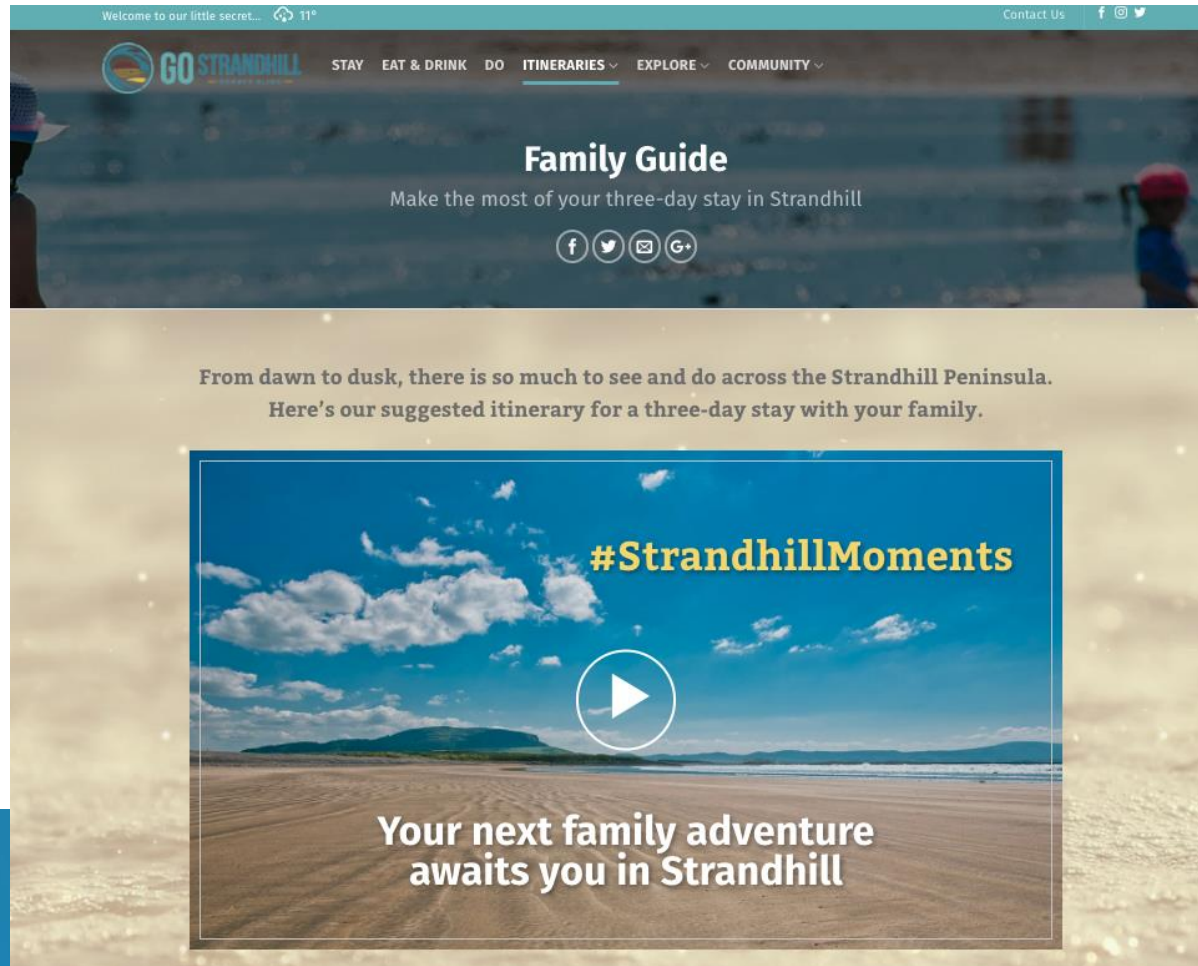 Welcome to our little secret... 11°
Contact Us
GO STRANDHILL
STAY EAT & DRINK DO ITINERARIES EXPLORE COMMUNITY
Family Guide
Make the most of your three-day stay in Strandhill
From dawn to dusk, there is so much to see and do across the Strandhill Peninsula.
Here's our suggested itinerary for a three-day stay with your family.
#StrandhillMoments
Your next family adventure
awaits you in Strandhill